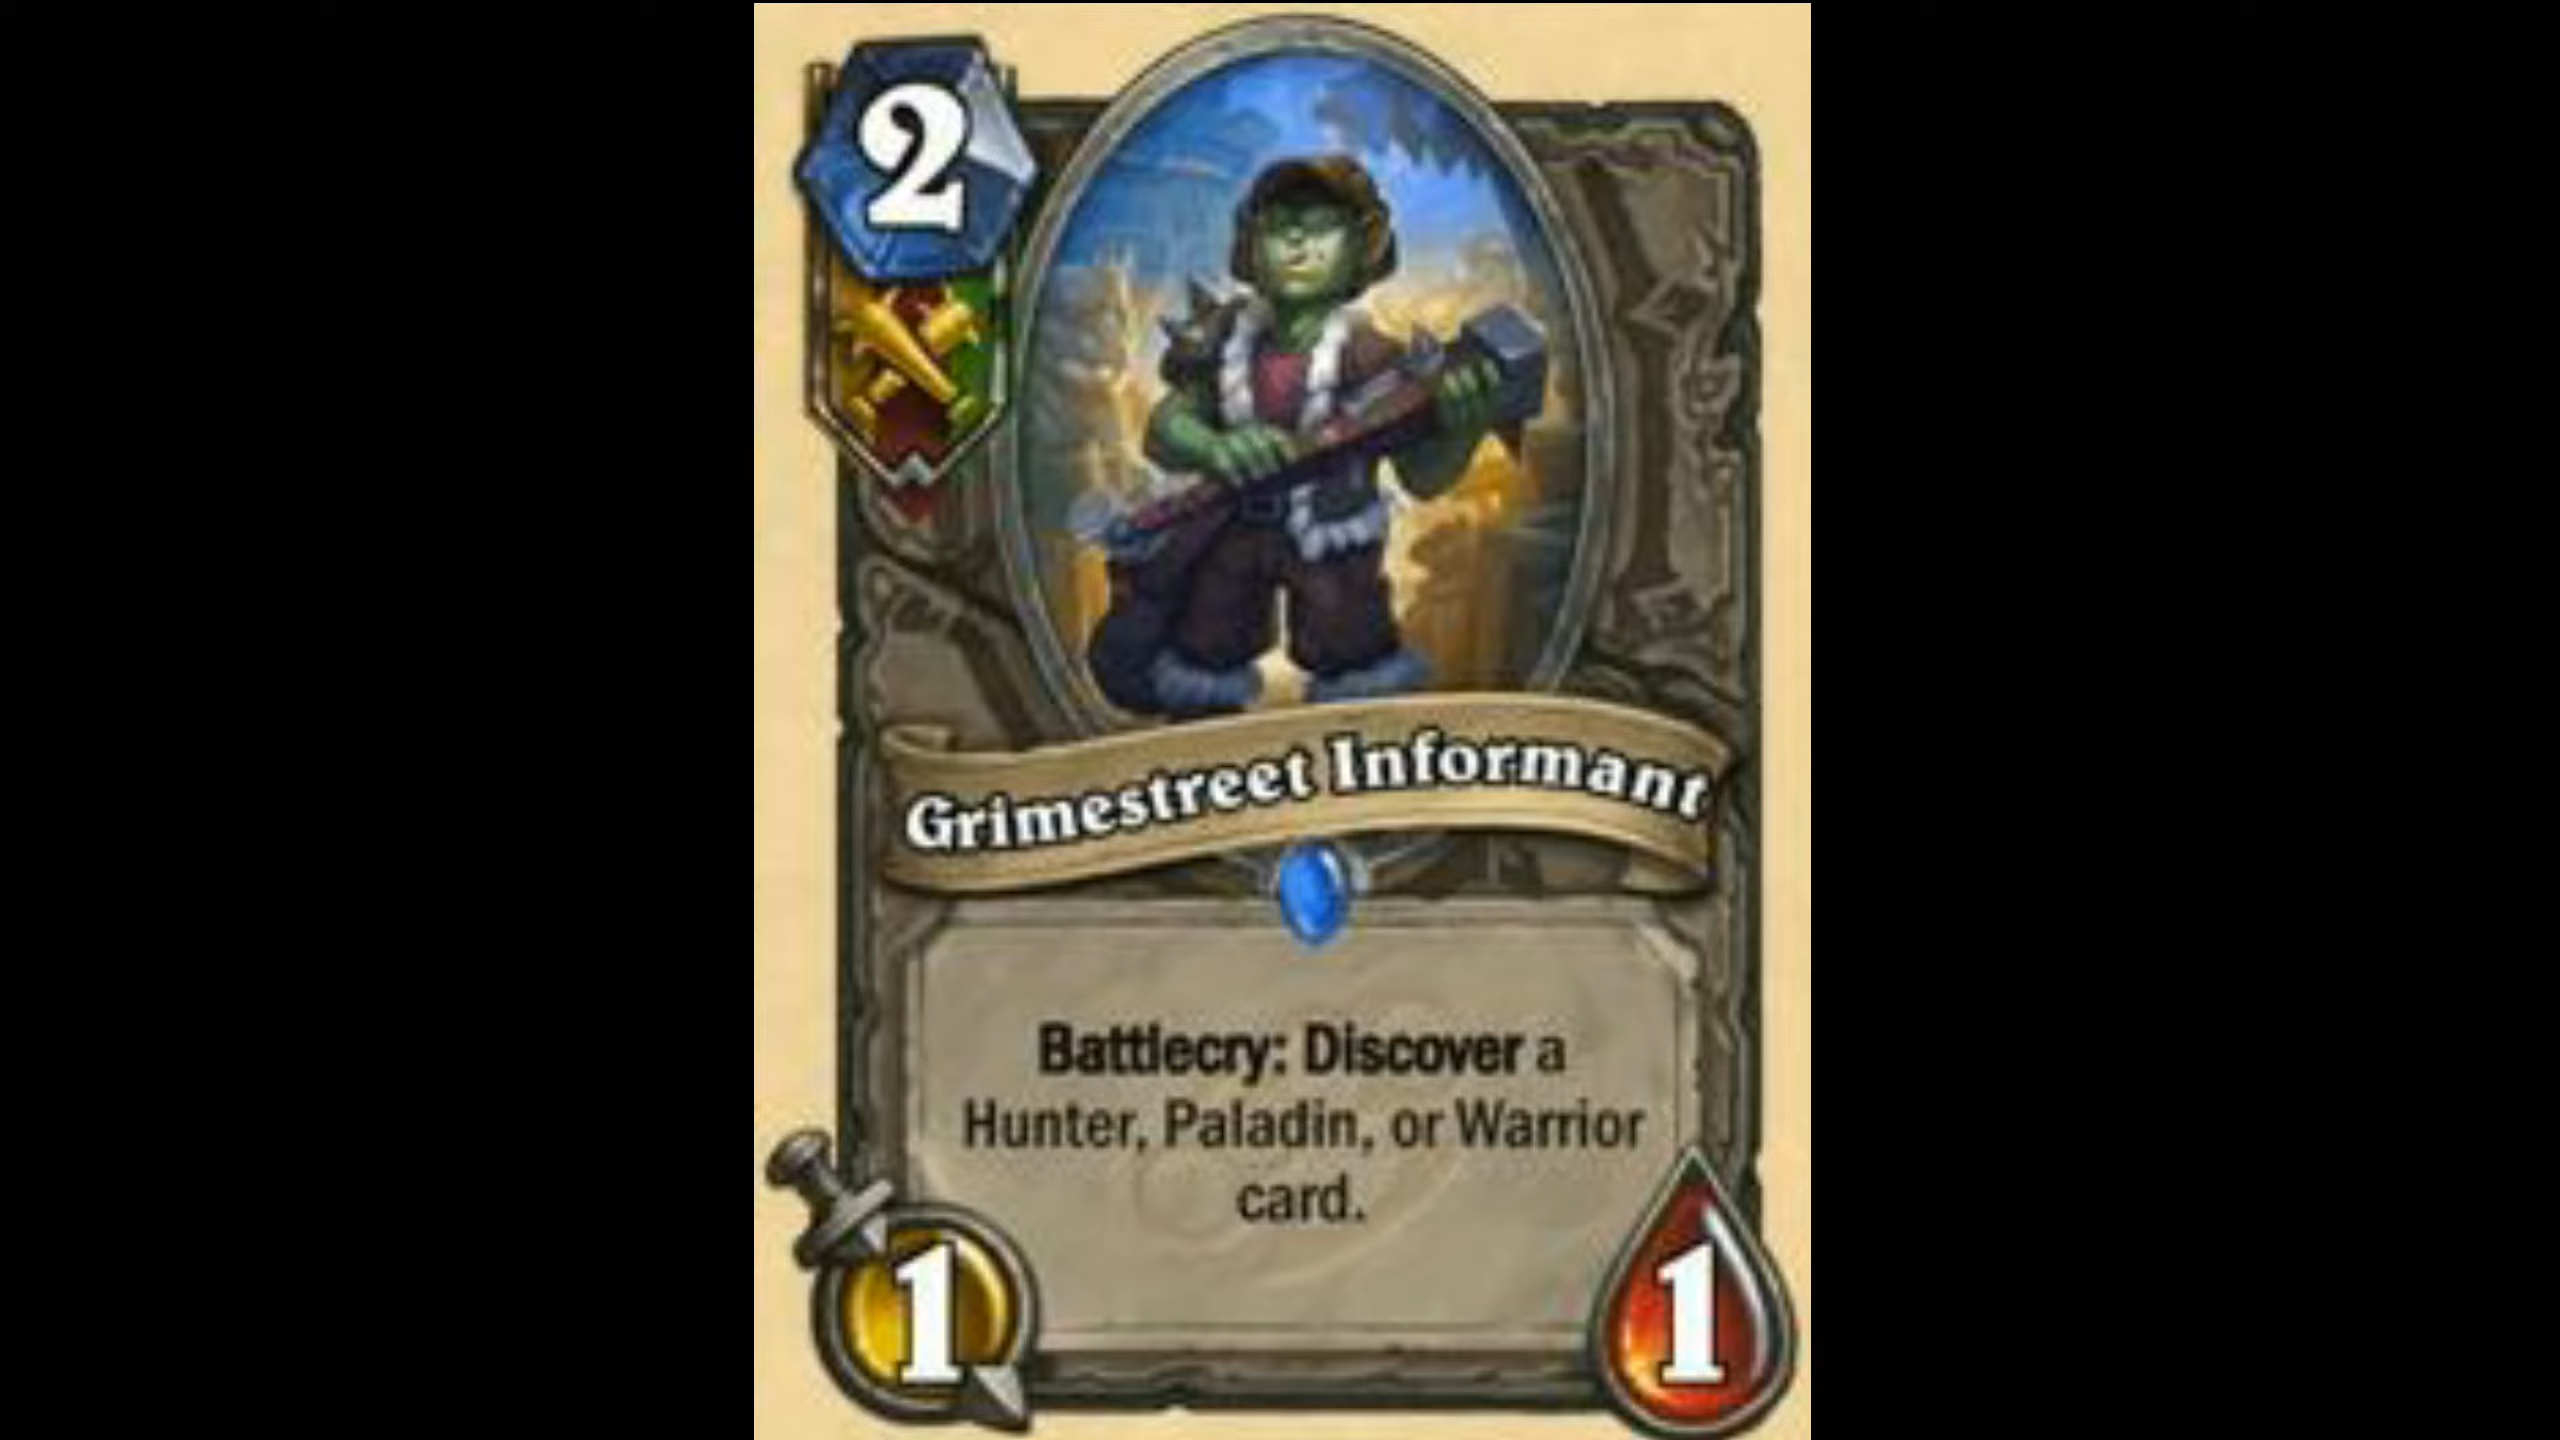 2
Grimestreet Informant
Battlecry: Discover a
Hunter, Paladin, or Warrior
card.
1
1